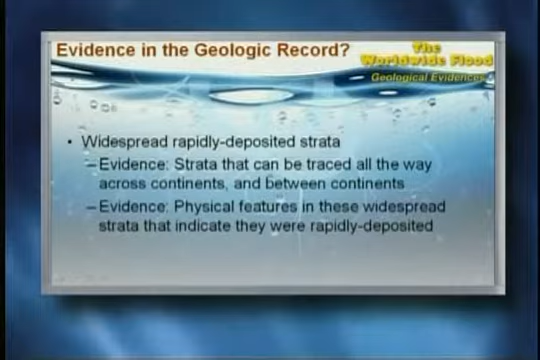 Evidence in the Geologic Record?
The
Worldwide Flood
Geological Evidences
• Widespread rapidly-deposited strata
– Evidence: Strata that can be traced all the way
across continents, and between continents
– Evidence: Physical features in these widespread
strata that indicate they were rapidly-deposited